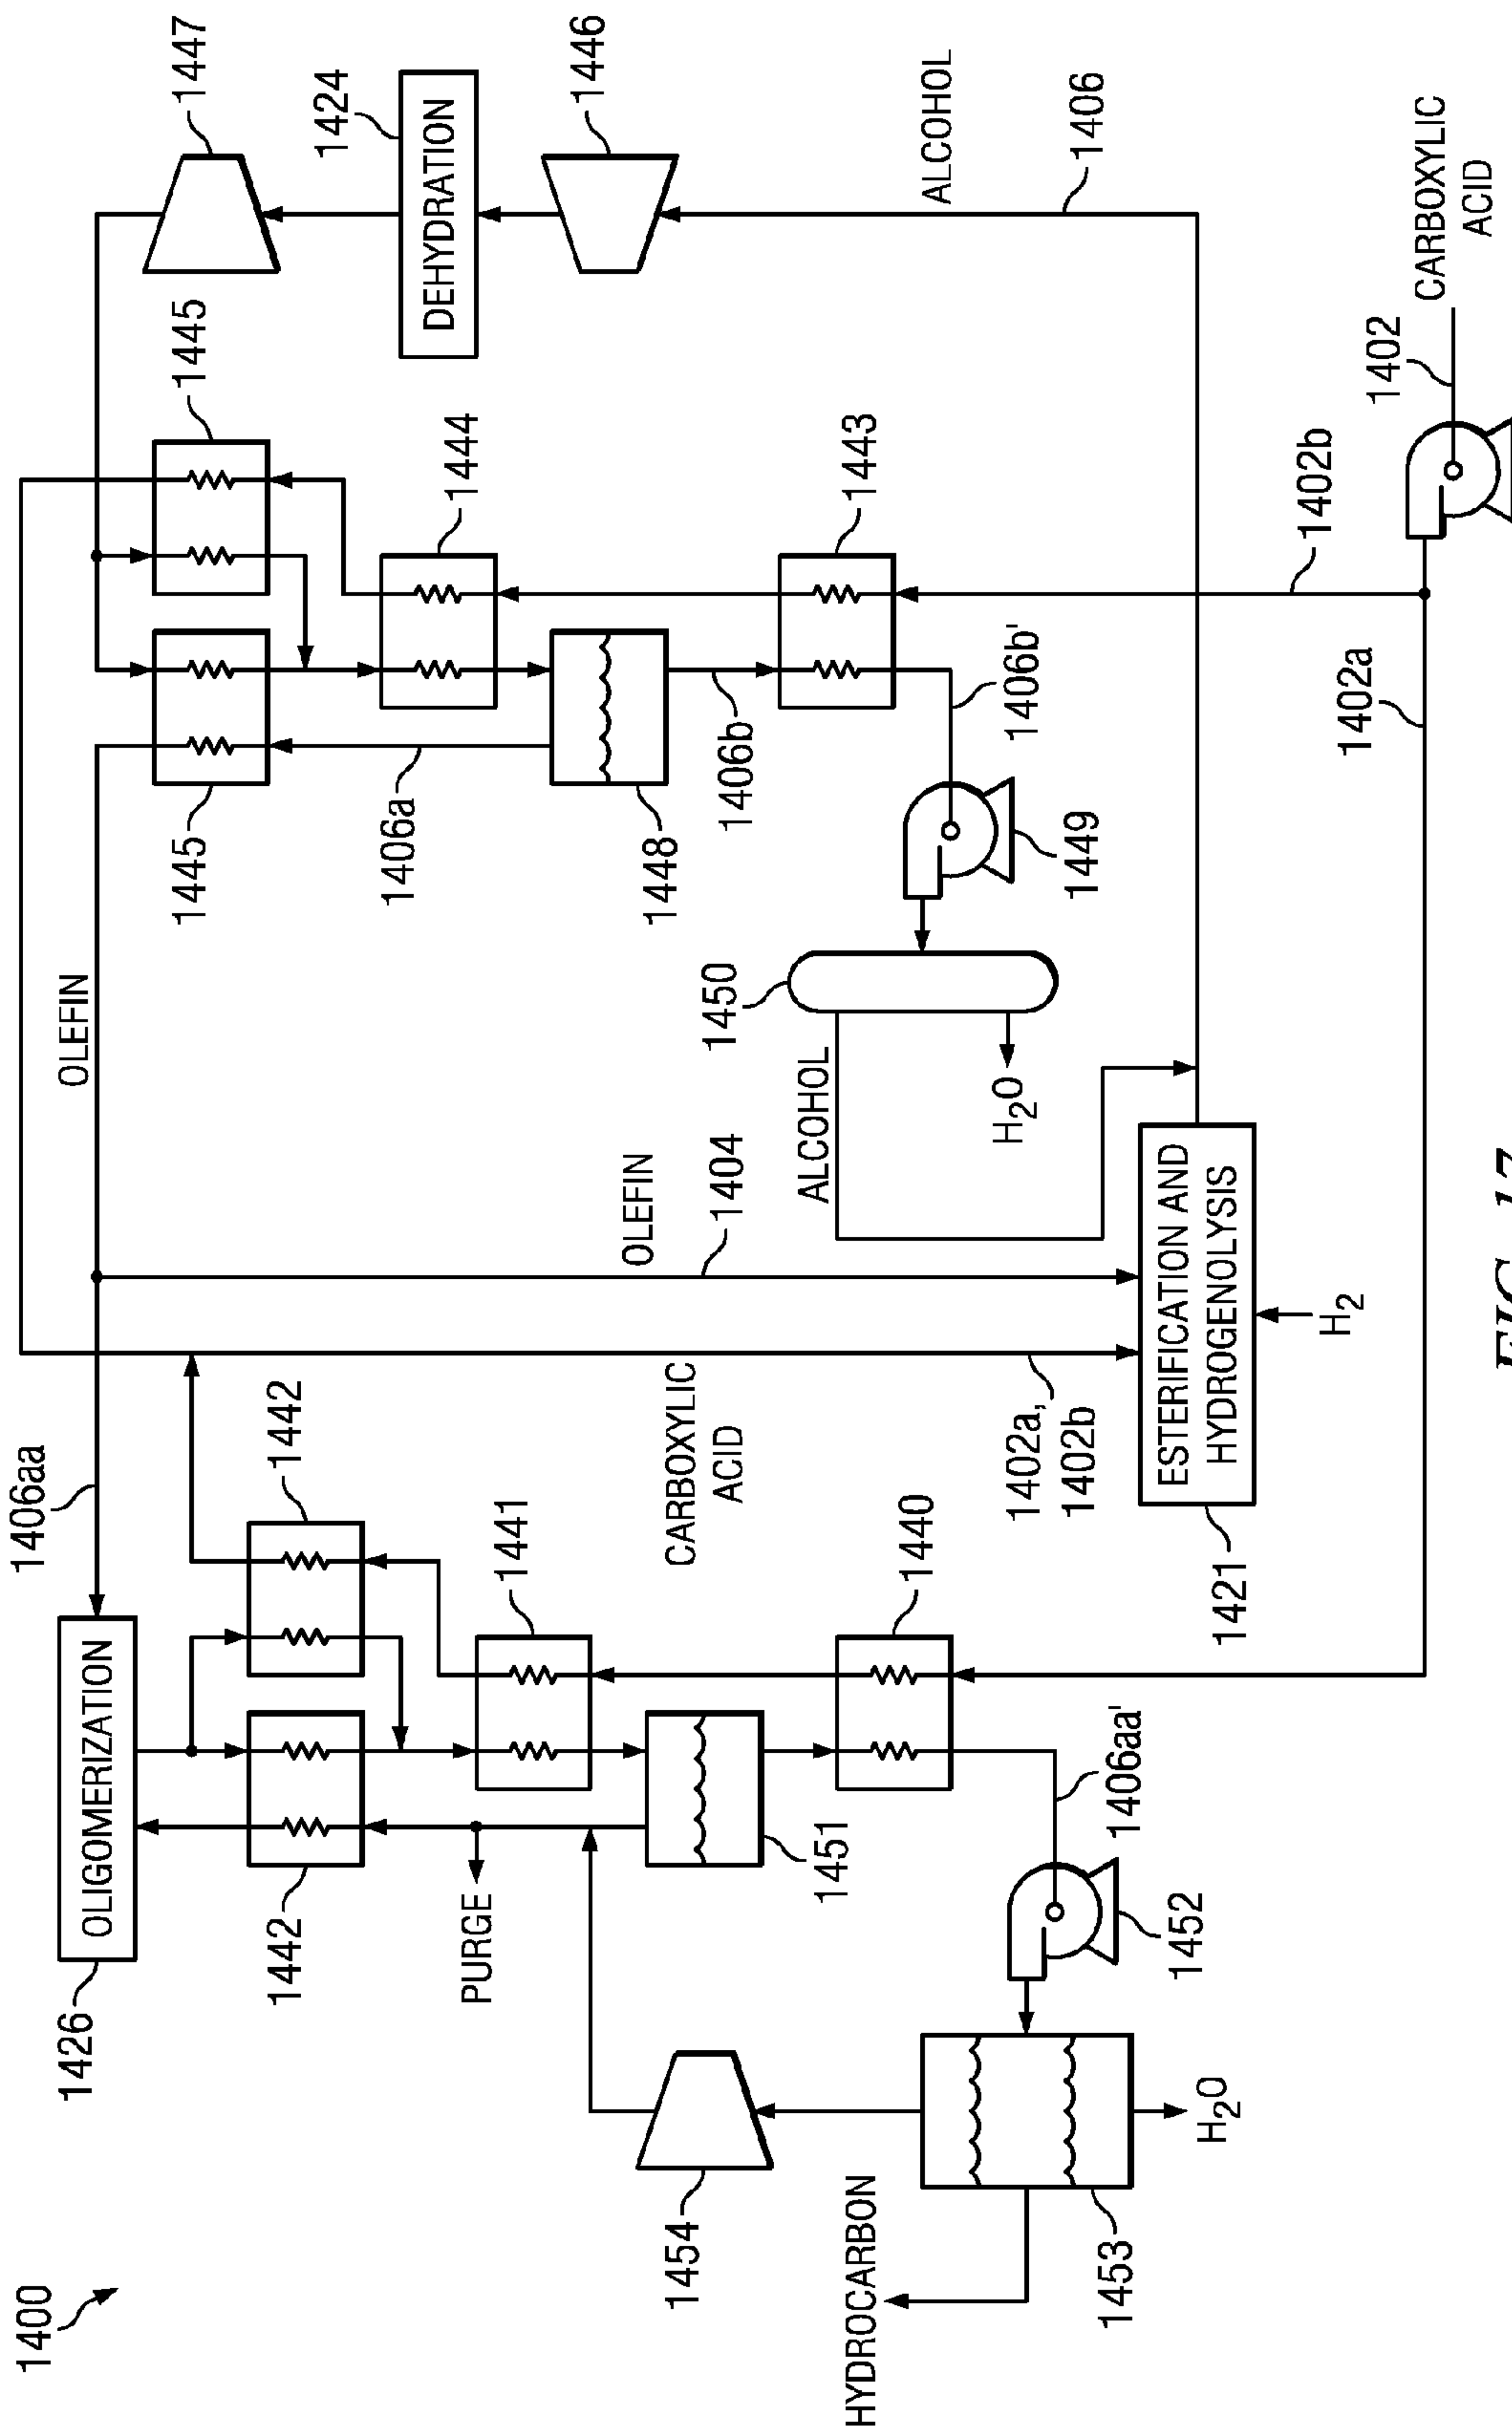 1400
1426
OLIGOMERIZATION
1406aa
OLEFIN
1447
1442
1442
1445
1445
1424
DEHYDRATION
PURGE
1441
1406a
1444
1446
1454
1451
CARBOXYLIC
ACID
OLEFIN
1404
1448
1450
1406b
1443
HYDROCARBON
1440
ALCOHOL
ALCOHOL
1453
H2O
1452
1406aa'
1402a,
1402b
H2O
1449
1406b'
1406
1421
ESTERIFICATION AND
HYDROGENOLYSIS
H2
1402a
1402b
1402
CARBOXYLIC
ACID